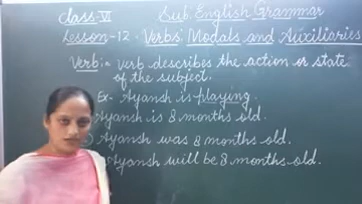 Class-VI Sub: English Grammar
Lesson-12 - Verbs: Modals and Auxiliaries
Verb:- verb describes the action or state
of the subject.
Ex- Ayansh is playing.
Ayansh is 8 months old.
Ayansh was 8 months old.
Ayansh will be 8 months old.